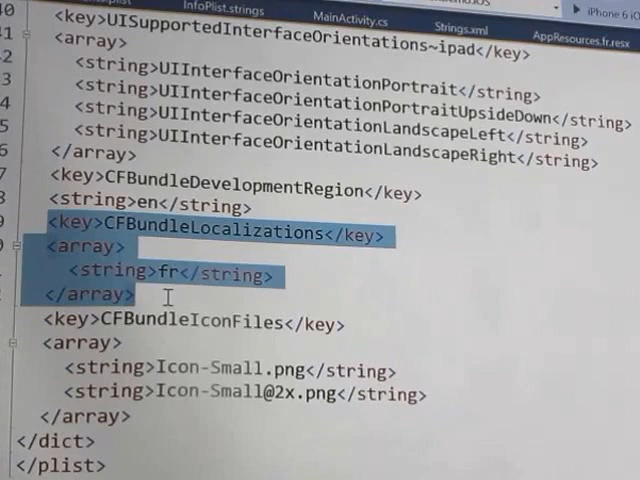 InfoPlist.strings
MainActivity.cs
Strings.xml
AppResources.fr.resx
iPhone 6 iO
40
<key>UISupportedInterfaceOrientations~ipad</key>
41
<array>
<string>UIInterfaceOrientationPortrait</string>
<string>UIInterfaceOrientationPortraitUpsideDown</string>
<string>UIInterfaceOrientationLandscapeLeft</string>
<string>UIInterfaceOrientationLandscapeRight</string>
</array>
<key>CFBundleDevelopmentRegion</key>
<string>en</string>
<key>CFBundleLocalizations</key>
<array>
<string>fr</string>
</array>
<key>CFBundleIconFiles</key>
<array>
<string>Icon-Small.png</string>
<string>Icon-Small@2x.png</string>
</array>
</dict>
</plist>